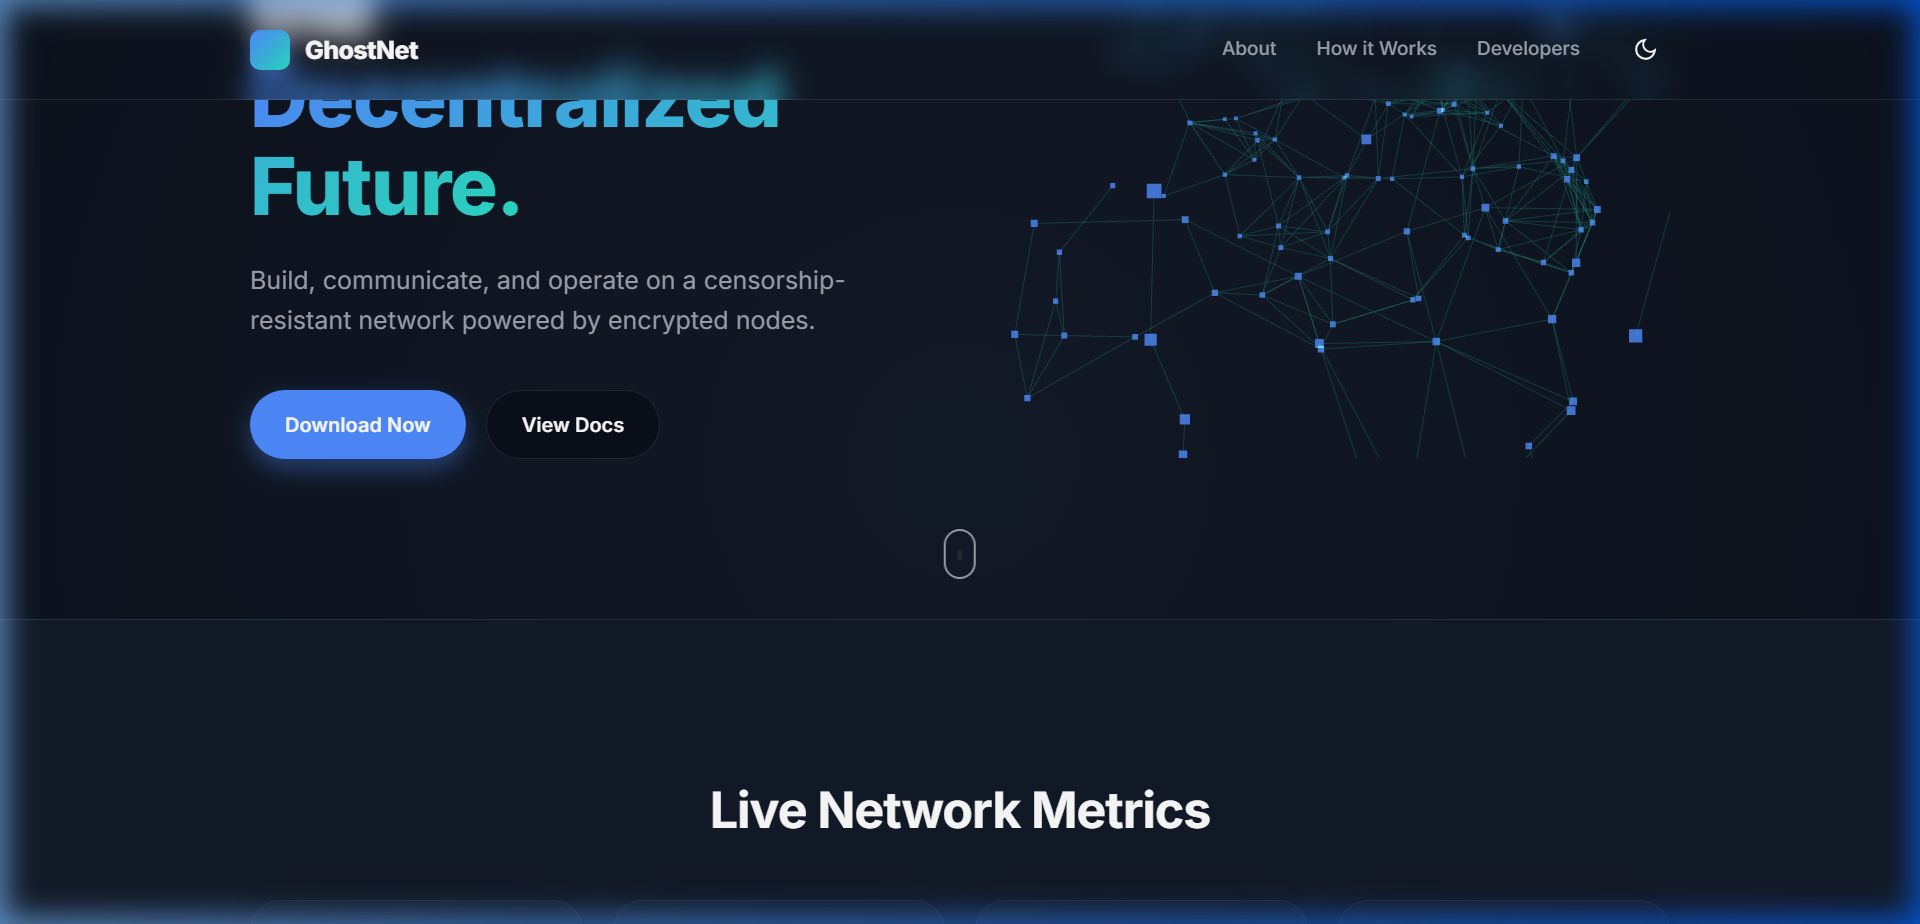 GhostNet
About
How it Works
Developers
Decentralized
Future.
Build, communicate, and operate on a censorship-
resistant network powered by encrypted nodes.
Download Now
View Docs
Live Network Metrics